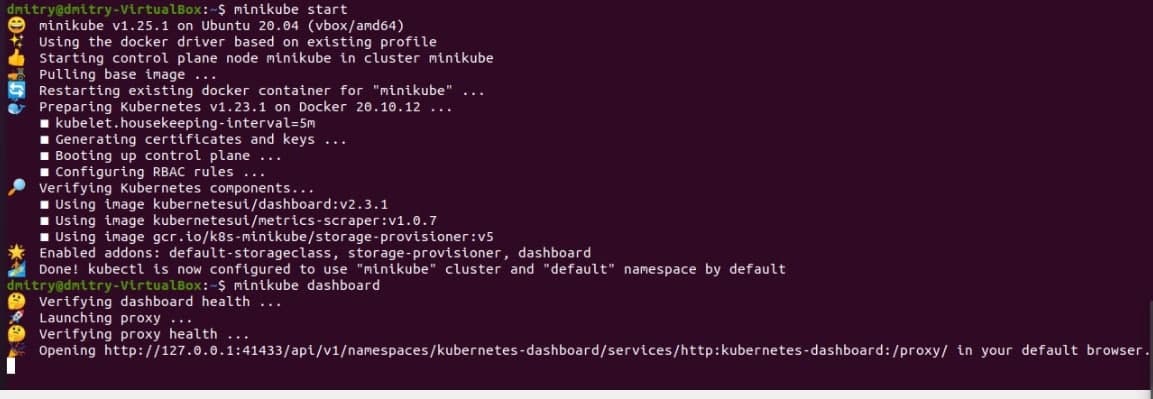 dmitry@dmitry-VirtualBox:~$ minikube start
😄 minikube v1.25.1 on Ubuntu 20.04 (vbox/amd64)
✨ Using the docker driver based on existing profile
👍 Starting control plane node minikube in cluster minikube
🚜 Pulling base image ...
🔄 Restarting existing docker container for "minikube" ...
🐳 Preparing Kubernetes v1.23.1 on Docker 20.10.12 ...
▪ kubelet.housekeeping-interval=5m
▪ Generating certificates and keys ...
▪ Booting up control plane ...
▪ Configuring RBAC rules ...
🔎 Verifying Kubernetes components...
▪ Using image kubernetesui/dashboard:v2.3.1
▪ Using image kubernetesui/metrics-scraper:v1.0.7
▪ Using image gcr.io/k8s-minikube/storage-provisioner:v5
🌟 Enabled addons: default-storageclass, storage-provisioner, dashboard
🏄 Done! kubectl is now configured to use "minikube" cluster and "default" namespace by default
dmitry@dmitry-VirtualBox:~$ minikube dashboard
🤔 Verifying dashboard health ...
🚀 Launching proxy ...
🤔 Verifying proxy health ...
🎉 Opening http://127.0.0.1:41433/api/v1/namespaces/kubernetes-dashboard/services/http:kubernetes-dashboard:/proxy/ in your default browser.